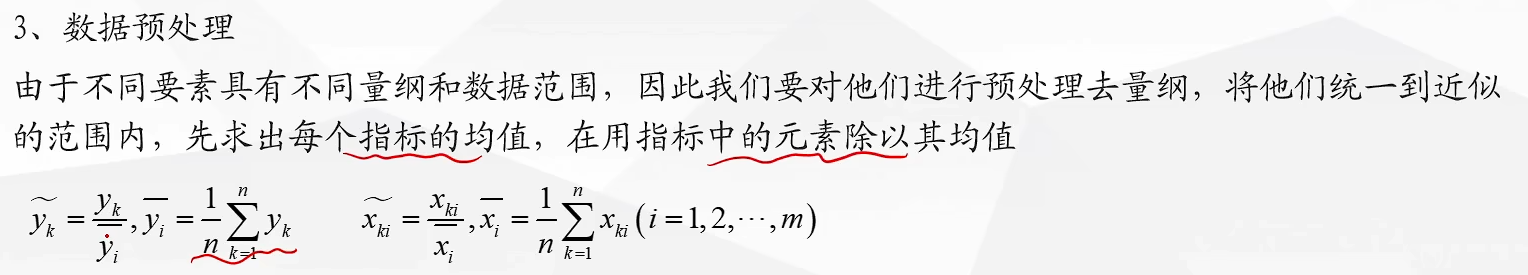 3、数据预处理
由于不同要素具有不同量纲和数据范围，因此我们要对他们进行预处理去量纲，将他们统一到近似
的范围内，先求出每个指标的均值，在用指标中的元素除以其均值
$\widetilde{y_k} = \frac{y_k}{\overline{y}_i}, \overline{y_i} = \frac{1}{n}\sum_{k=1}^{n} y_k$ $\widetilde{x_{ki}} = \frac{x_{ki}}{\overline{x_i}}, \overline{x_i} = \frac{1}{n}\sum_{k=1}^{n} x_{ki} (i=1,2,\cdots,m)$